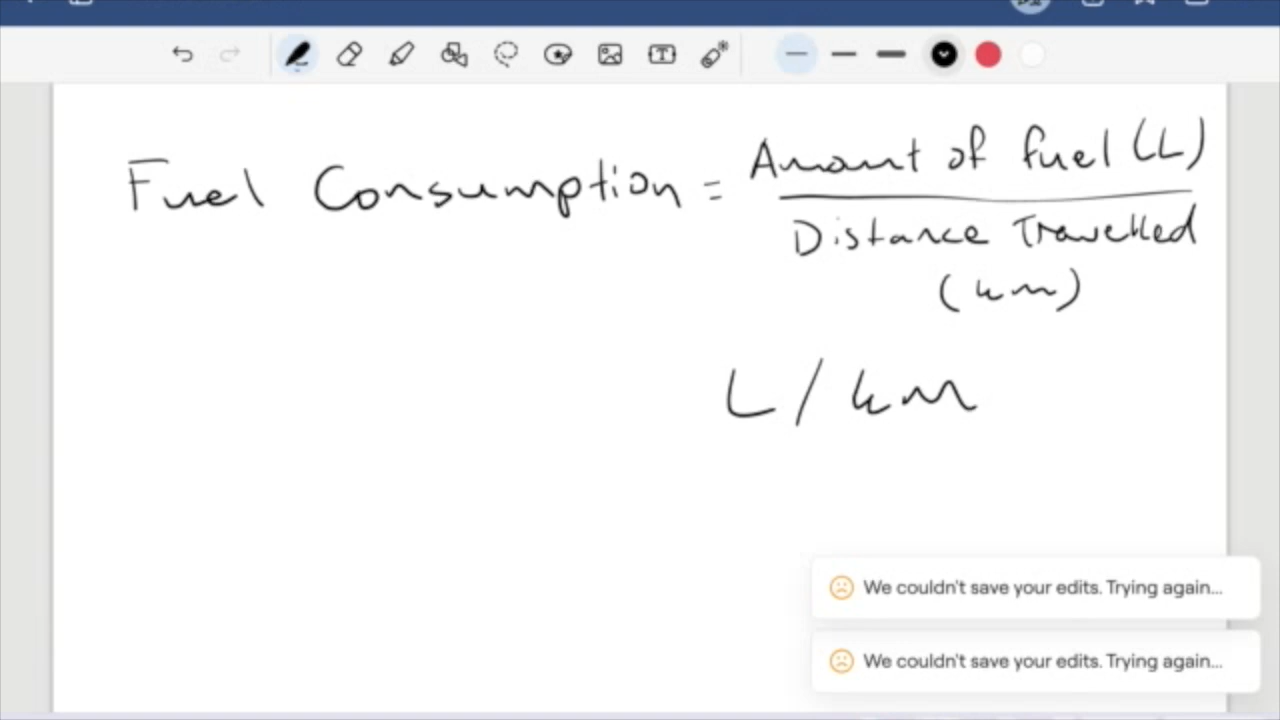 Fuel Consumption = Amount of fuel (L)
Distance Travelled
(km)
L/km
We couldn't save your edits. Trying again...
We couldn't save your edits. Trying again...